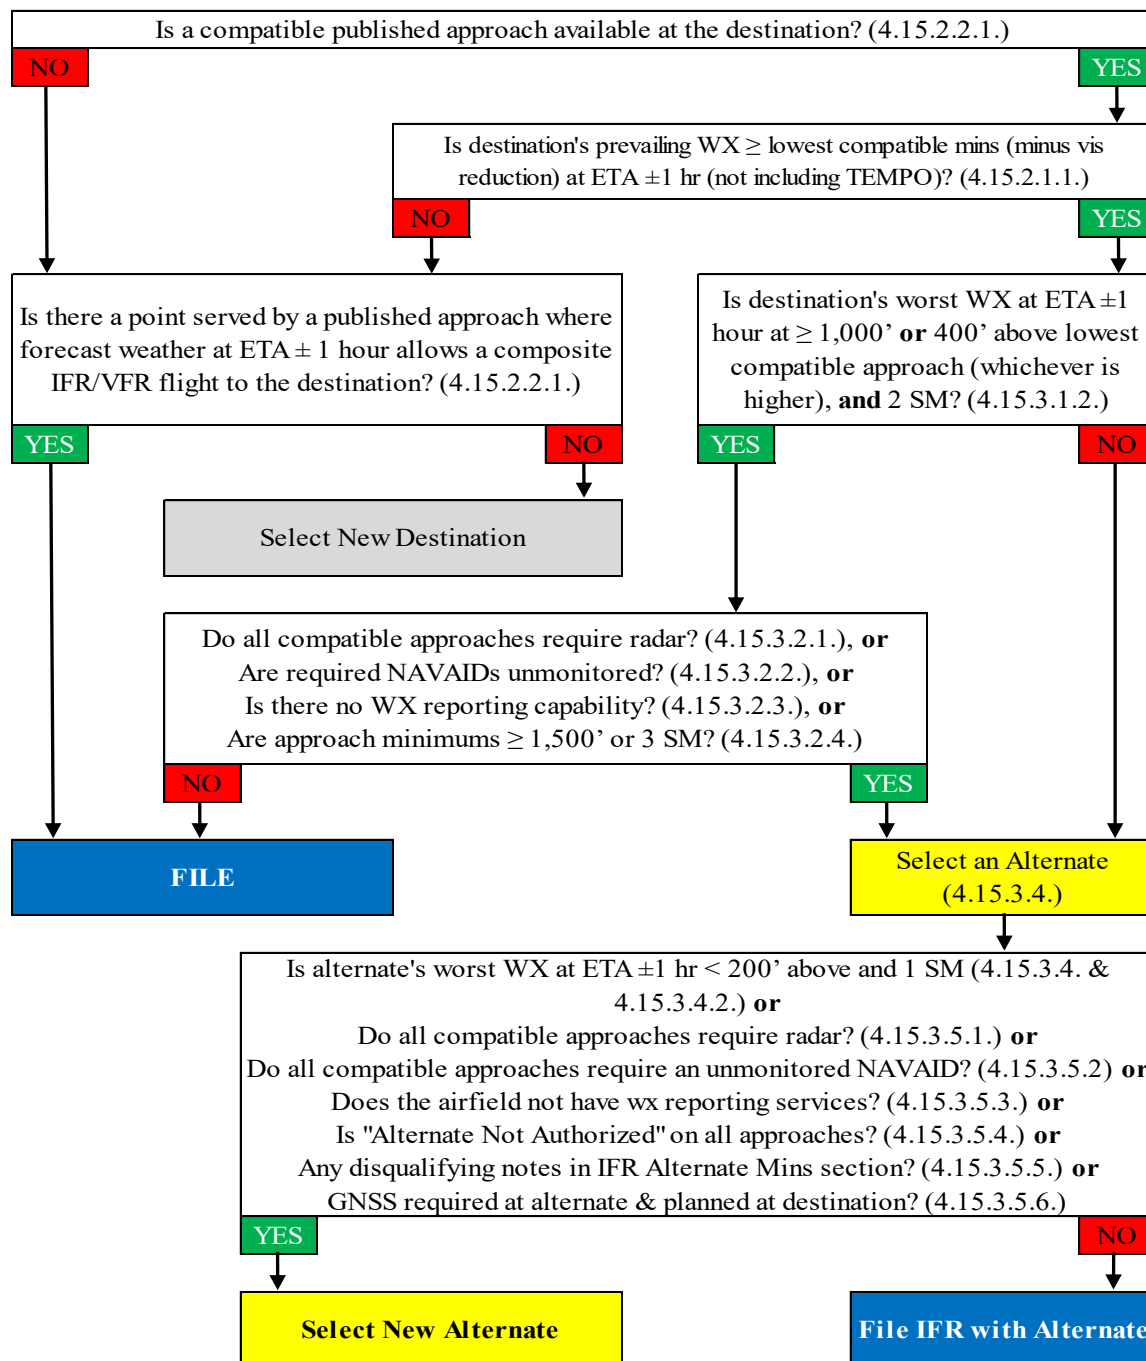 Is a compatible published approach available at the destination? (4.15.2.2.1.)
NO
YES
Is destination's prevailing WX ≥ lowest compatible mins (minus vis
reduction) at ETA ±1 hr (not including TEMPO)? (4.15.2.1.1.)
NO
YES
Is there a point served by a published approach where
forecast weather at ETA ± 1 hour allows a composite
IFR/VFR flight to the destination? (4.15.2.2.1.)
YES
NO
Is destination's worst WX at ETA ±1
hour at ≥ 1,000’ or 400’ above lowest
compatible approach (whichever is
higher), and 2 SM? (4.15.3.1.2.)
YES
NO
Select New Destination
Do all compatible approaches require radar? (4.15.3.2.1.), or
Are required NAVAIDs unmonitored? (4.15.3.2.2.), or
Is there no WX reporting capability? (4.15.3.2.3.), or
Are approach minimums ≥ 1,500’ or 3 SM? (4.15.3.2.4.)
NO
YES
FILE
Select an Alternate
(4.15.3.4.)
Is alternate's worst WX at ETA ±1 hr < 200’ above and 1 SM (4.15.3.4. &
4.15.3.4.2.) or
Do all compatible approaches require radar? (4.15.3.5.1.) or
Do all compatible approaches require an unmonitored NAVAID? (4.15.3.5.2) or
Does the airfield not have wx reporting services? (4.15.3.5.3.) or
Is "Alternate Not Authorized" on all approaches? (4.15.3.5.4.) or
Any disqualifying notes in IFR Alternate Mins section? (4.15.3.5.5.) or
GNSS required at alternate & planned at destination? (4.15.3.5.6.)
YES
NO
Select New Alternate
File IFR with Alternate